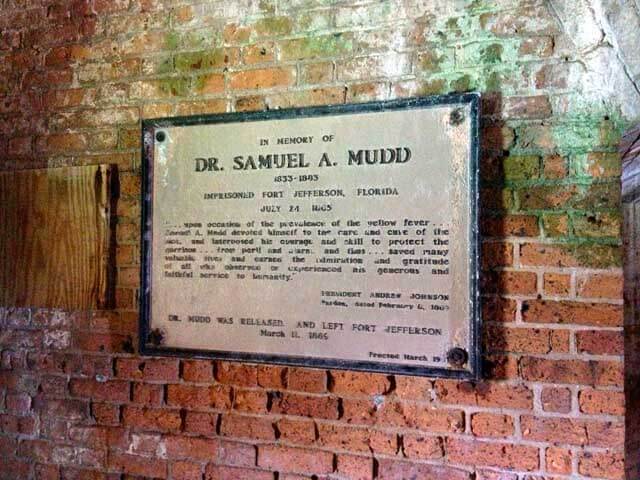 IN MEMORY OF
DR. SAMUEL A. MUDD
1833-1883
IMPRISONED FORT JEFFERSON, FLORIDA
JULY 24 1865
... upon occasion of the prevalence of the yellow fever ...
Samuel A. Mudd devoted himself to the care and cure of the
sick, and interposed his courage and skill to protect the
garrison ... from peril and alarm, and thus ... saved many
valuable lives and earned the admiration and gratitude
of all who observed or experienced his generous and
faithful service to humanity."
PRESIDENT ANDREW JOHNSON
Pardon, dated February 8, 1869
DR. MUDD WAS RELEASED AND LEFT FORT JEFFERSON
March 11, 1869
Erected March 19